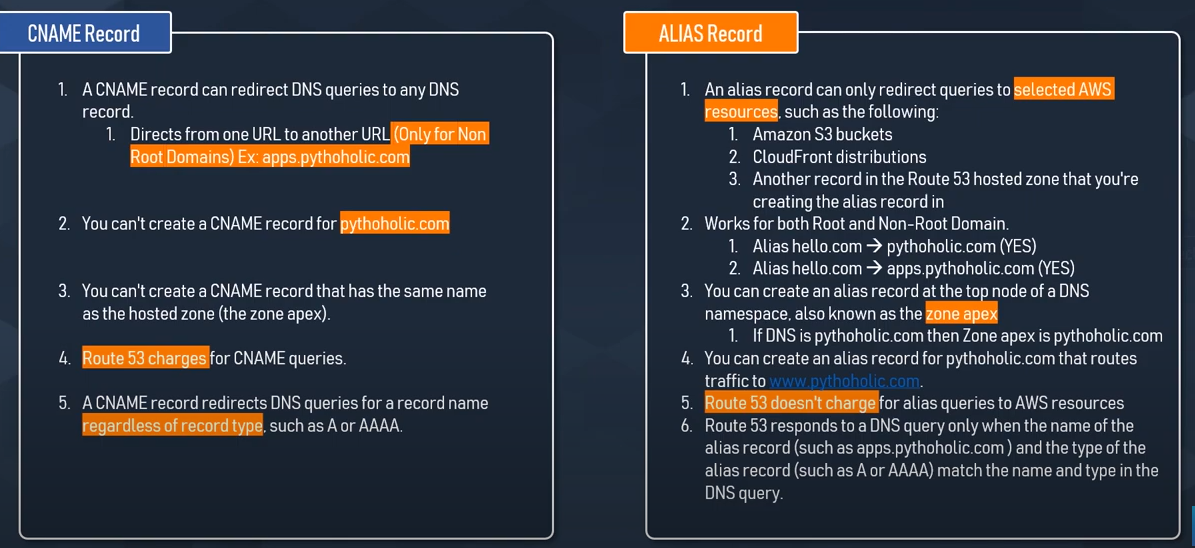 CNAME Record
1. A CNAME record can redirect DNS queries to any DNS
record.
1. Directs from one URL to another URL (Only for Non
Root Domains) Ex: apps.pythoholic.com
2. You can't create a CNAME record for pythoholic.com
3. You can't create a CNAME record that has the same name
as the hosted zone (the zone apex).
4. Route 53 charges for CNAME queries.
5. A CNAME record redirects DNS queries for a record name
regardless of record type, such as A or AAAA.
ALIAS Record
1. An alias record can only redirect queries to selected AWS
resources, such as the following:
1. Amazon S3 buckets
2. CloudFront distributions
3. Another record in the Route 53 hosted zone that you're
creating the alias record in
2. Works for both Root and Non-Root Domain.
1. Alias hello.com → pythoholic.com (YES)
2. Alias hello.com → apps.pythoholic.com (YES)
3. You can create an alias record at the top node of a DNS
namespace, also known as the zone apex
1. If DNS is pythoholic.com then Zone apex is pythoholic.com
4. You can create an alias record for pythoholic.com that routes
traffic to www.pythoholic.com.
5. Route 53 doesn't charge for alias queries to AWS resources
6. Route 53 responds to a DNS query only when the name of the
alias record (such as apps.pythoholic.com ) and the type of the
alias record (such as A or AAAA) match the name and type in the
DNS query.